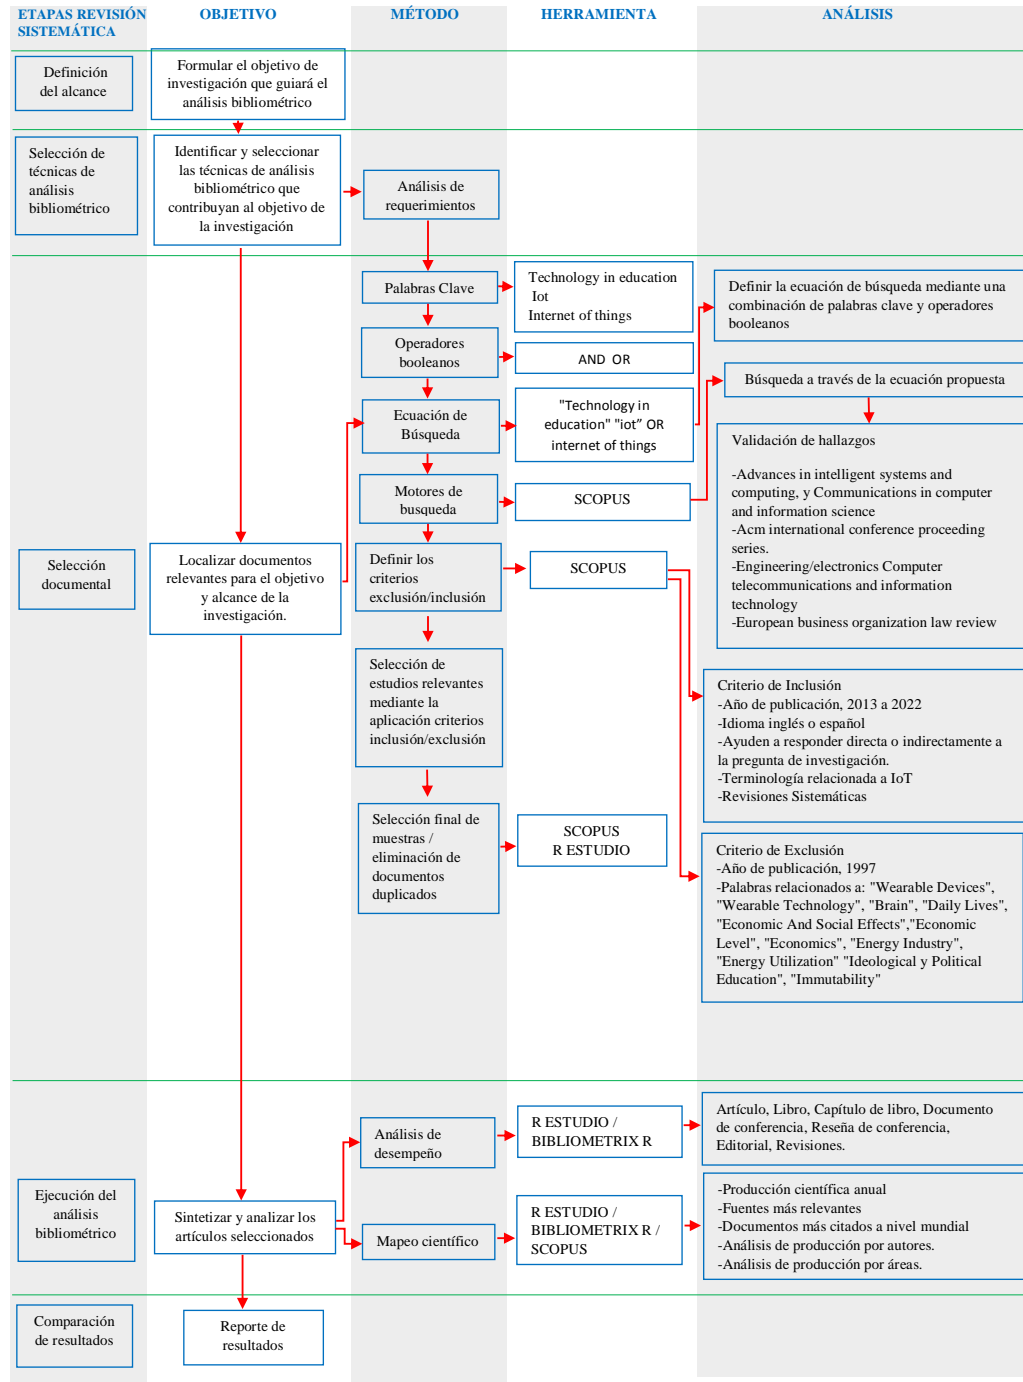 ETAPAS REVISIÓN
SISTEMÁTICA
OBJETIVO
MÉTODO
HERRAMIENTA
ANÁLISIS
Definición
del alcance
Formular el objetivo de
investigación que guiará el
análisis bibliométrico
Selección de
técnicas de
análisis
bibliométrico
Identificar y seleccionar
las técnicas de análisis
bibliométrico que
contribuyan al objetivo de
la investigación
Análisis de
requerimientos
Palabras Clave
Technology in education
Iot
Internet of things
Definir la ecuación de búsqueda mediante una
combinación de palabras clave y operadores
booleanos
Operadores
booleanos
AND OR
Búsqueda a través de la ecuación propuesta
Ecuación de
Búsqueda
"Technology in
education" "iot" OR
internet of things
Validación de hallazgos
-Advances in intelligent systems and
computing, y Communications in computer
and information science
-Acm international conference proceeding
series.
-Engineering/electronics Computer
telecommunications and information
technology
-European business organization law review
Motores de
busqueda
SCOPUS
Selección
documental
Localizar documentos
relevantes para el objetivo
y alcance de la
investigación.
Definir los
criterios
exclusión/inclusión
SCOPUS
Selección de
estudios relevantes
mediante la
aplicación criterios
inclusión/exclusión
Criterio de Inclusión
-Año de publicación, 2013 a 2022
-Idioma inglés o español
-Ayuden a responder directa o indirectamente a
la pregunta de investigación.
-Terminología relacionada a IoT
-Revisiones Sistemáticas
Selección final de
muestras /
eliminación de
documentos
duplicados
SCOPUS
R ESTUDIO
Criterio de Exclusión
-Año de publicación, 1997
-Palabras relacionados a: "Wearable Devices",
"Wearable Technology", "Brain", "Daily Lives",
"Economic And Social Effects","Economic
Level", "Economics", "Energy Industry",
"Energy Utilization" "Ideological y Political
Education", "Immutability"
Ejecución del
análisis
bibliométrico
Sintetizar y analizar los
artículos seleccionados
Análisis de
desempeño
R ESTUDIO /
BIBLIOMETRIX R
Artículo, Libro, Capítulo de libro, Documento
de conferencia, Reseña de conferencia,
Editorial, Revisiones.
Mapeo científico
R ESTUDIO /
BIBLIOMETRIX R /
SCOPUS
-Producción científica anual
-Fuentes más relevantes
-Documentos más citados a nivel mundial
-Análisis de producción por autores.
-Análisis de producción por áreas.
Comparación
de resultados
Reporte de
resultados